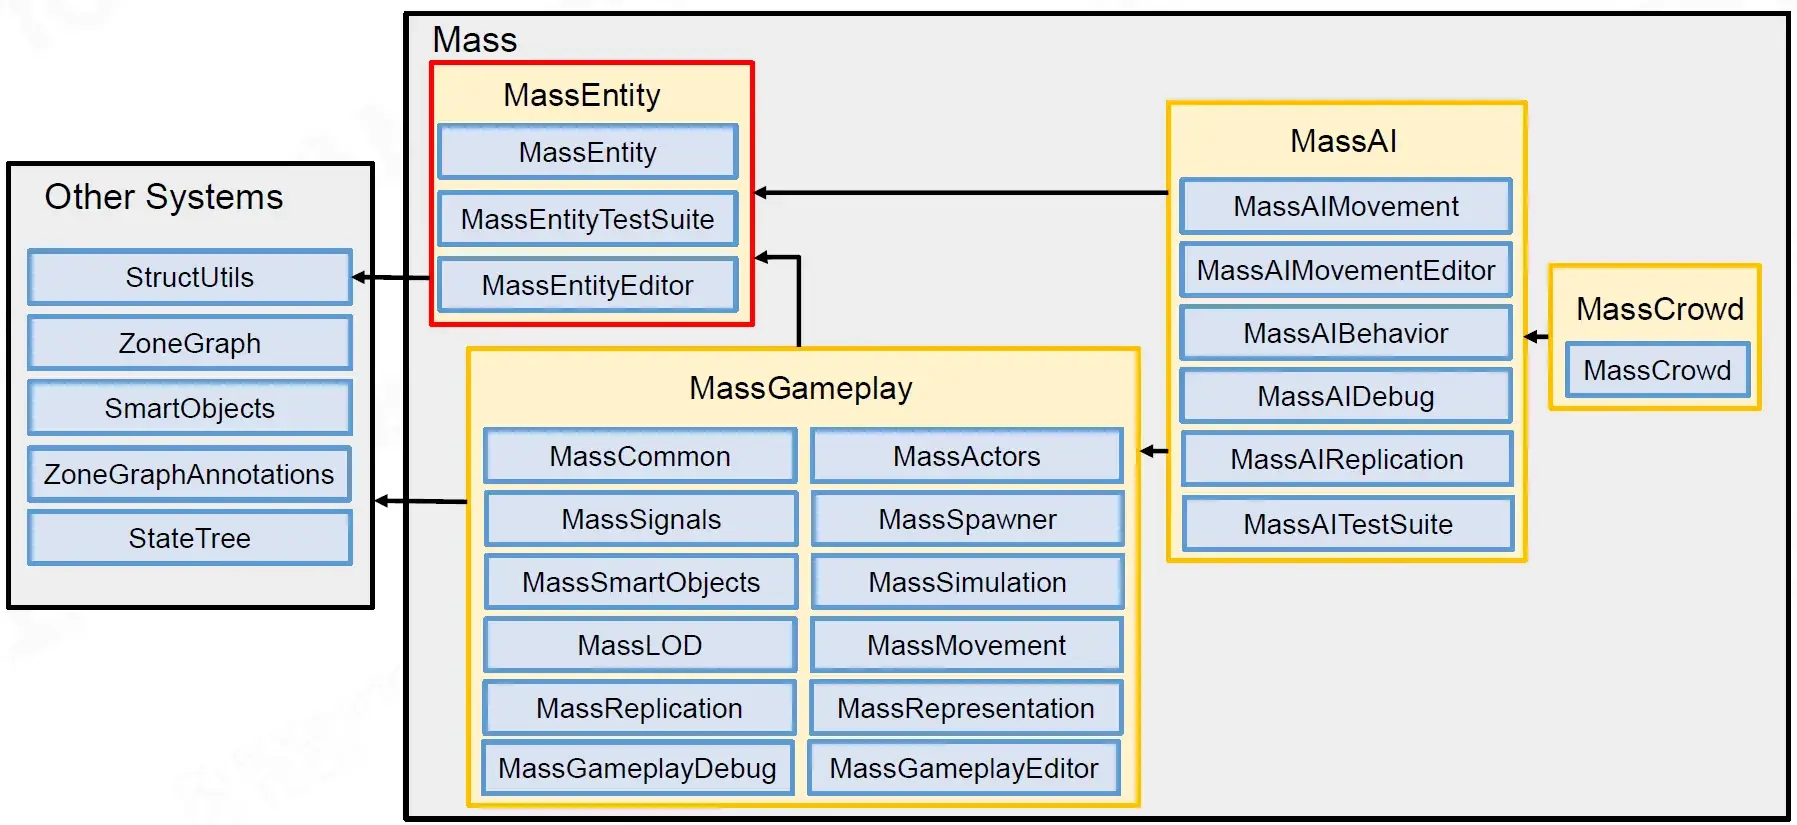 Mass
MassEntity
MassEntity
MassEntityTestSuite
MassEntityEditor
Other Systems
StructUtils
ZoneGraph
SmartObjects
ZoneGraphAnnotations
StateTree
MassGameplay
MassCommon
MassActors
MassSignals
MassSpawner
MassSmartObjects
MassSimulation
MassLOD
MassMovement
MassReplication
MassRepresentation
MassGameplayDebug
MassGameplayEditor
MassAI
MassAIMovement
MassAIMovementEditor
MassAIBehavior
MassAIDebug
MassAIReplication
MassAITestSuite
MassCrowd
MassCrowd